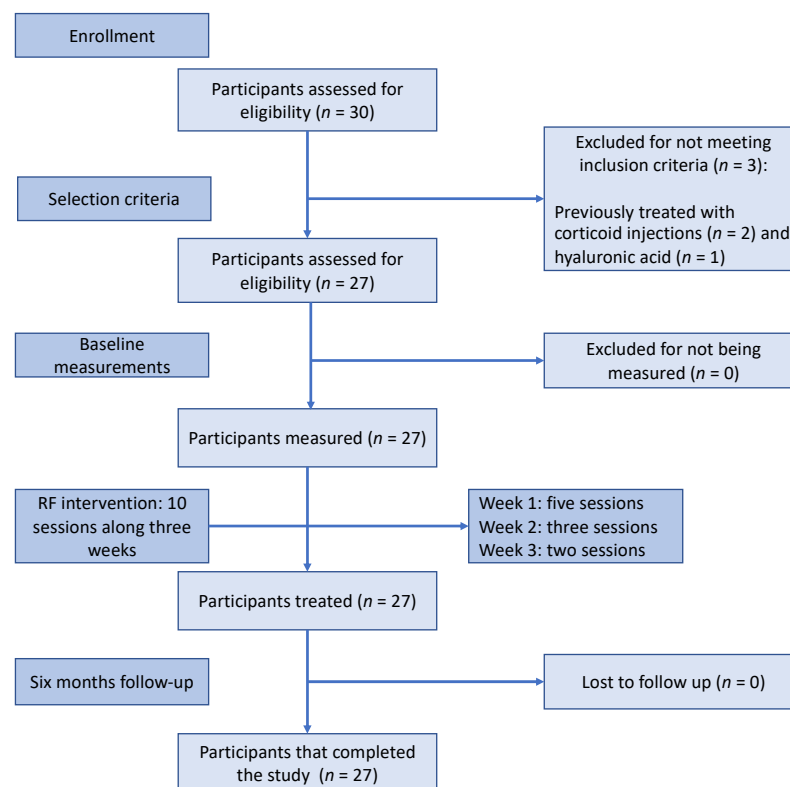 Enrollment
Participants assessed for
eligibility (n = 30)
Excluded for not meeting
inclusion criteria (n = 3):
Previously treated with
corticoid injections (n = 2) and
hyaluronic acid (n = 1)
Selection criteria
Participants assessed for
eligibility (n = 27)
Baseline
measurements
Excluded for not being
measured (n = 0)
Participants measured (n = 27)
RF intervention: 10
sessions along three
weeks
Week 1: five sessions
Week 2: three sessions
Week 3: two sessions
Participants treated (n = 27)
Six months follow-up
Lost to follow up (n = 0)
Participants that completed
the study (n = 27)